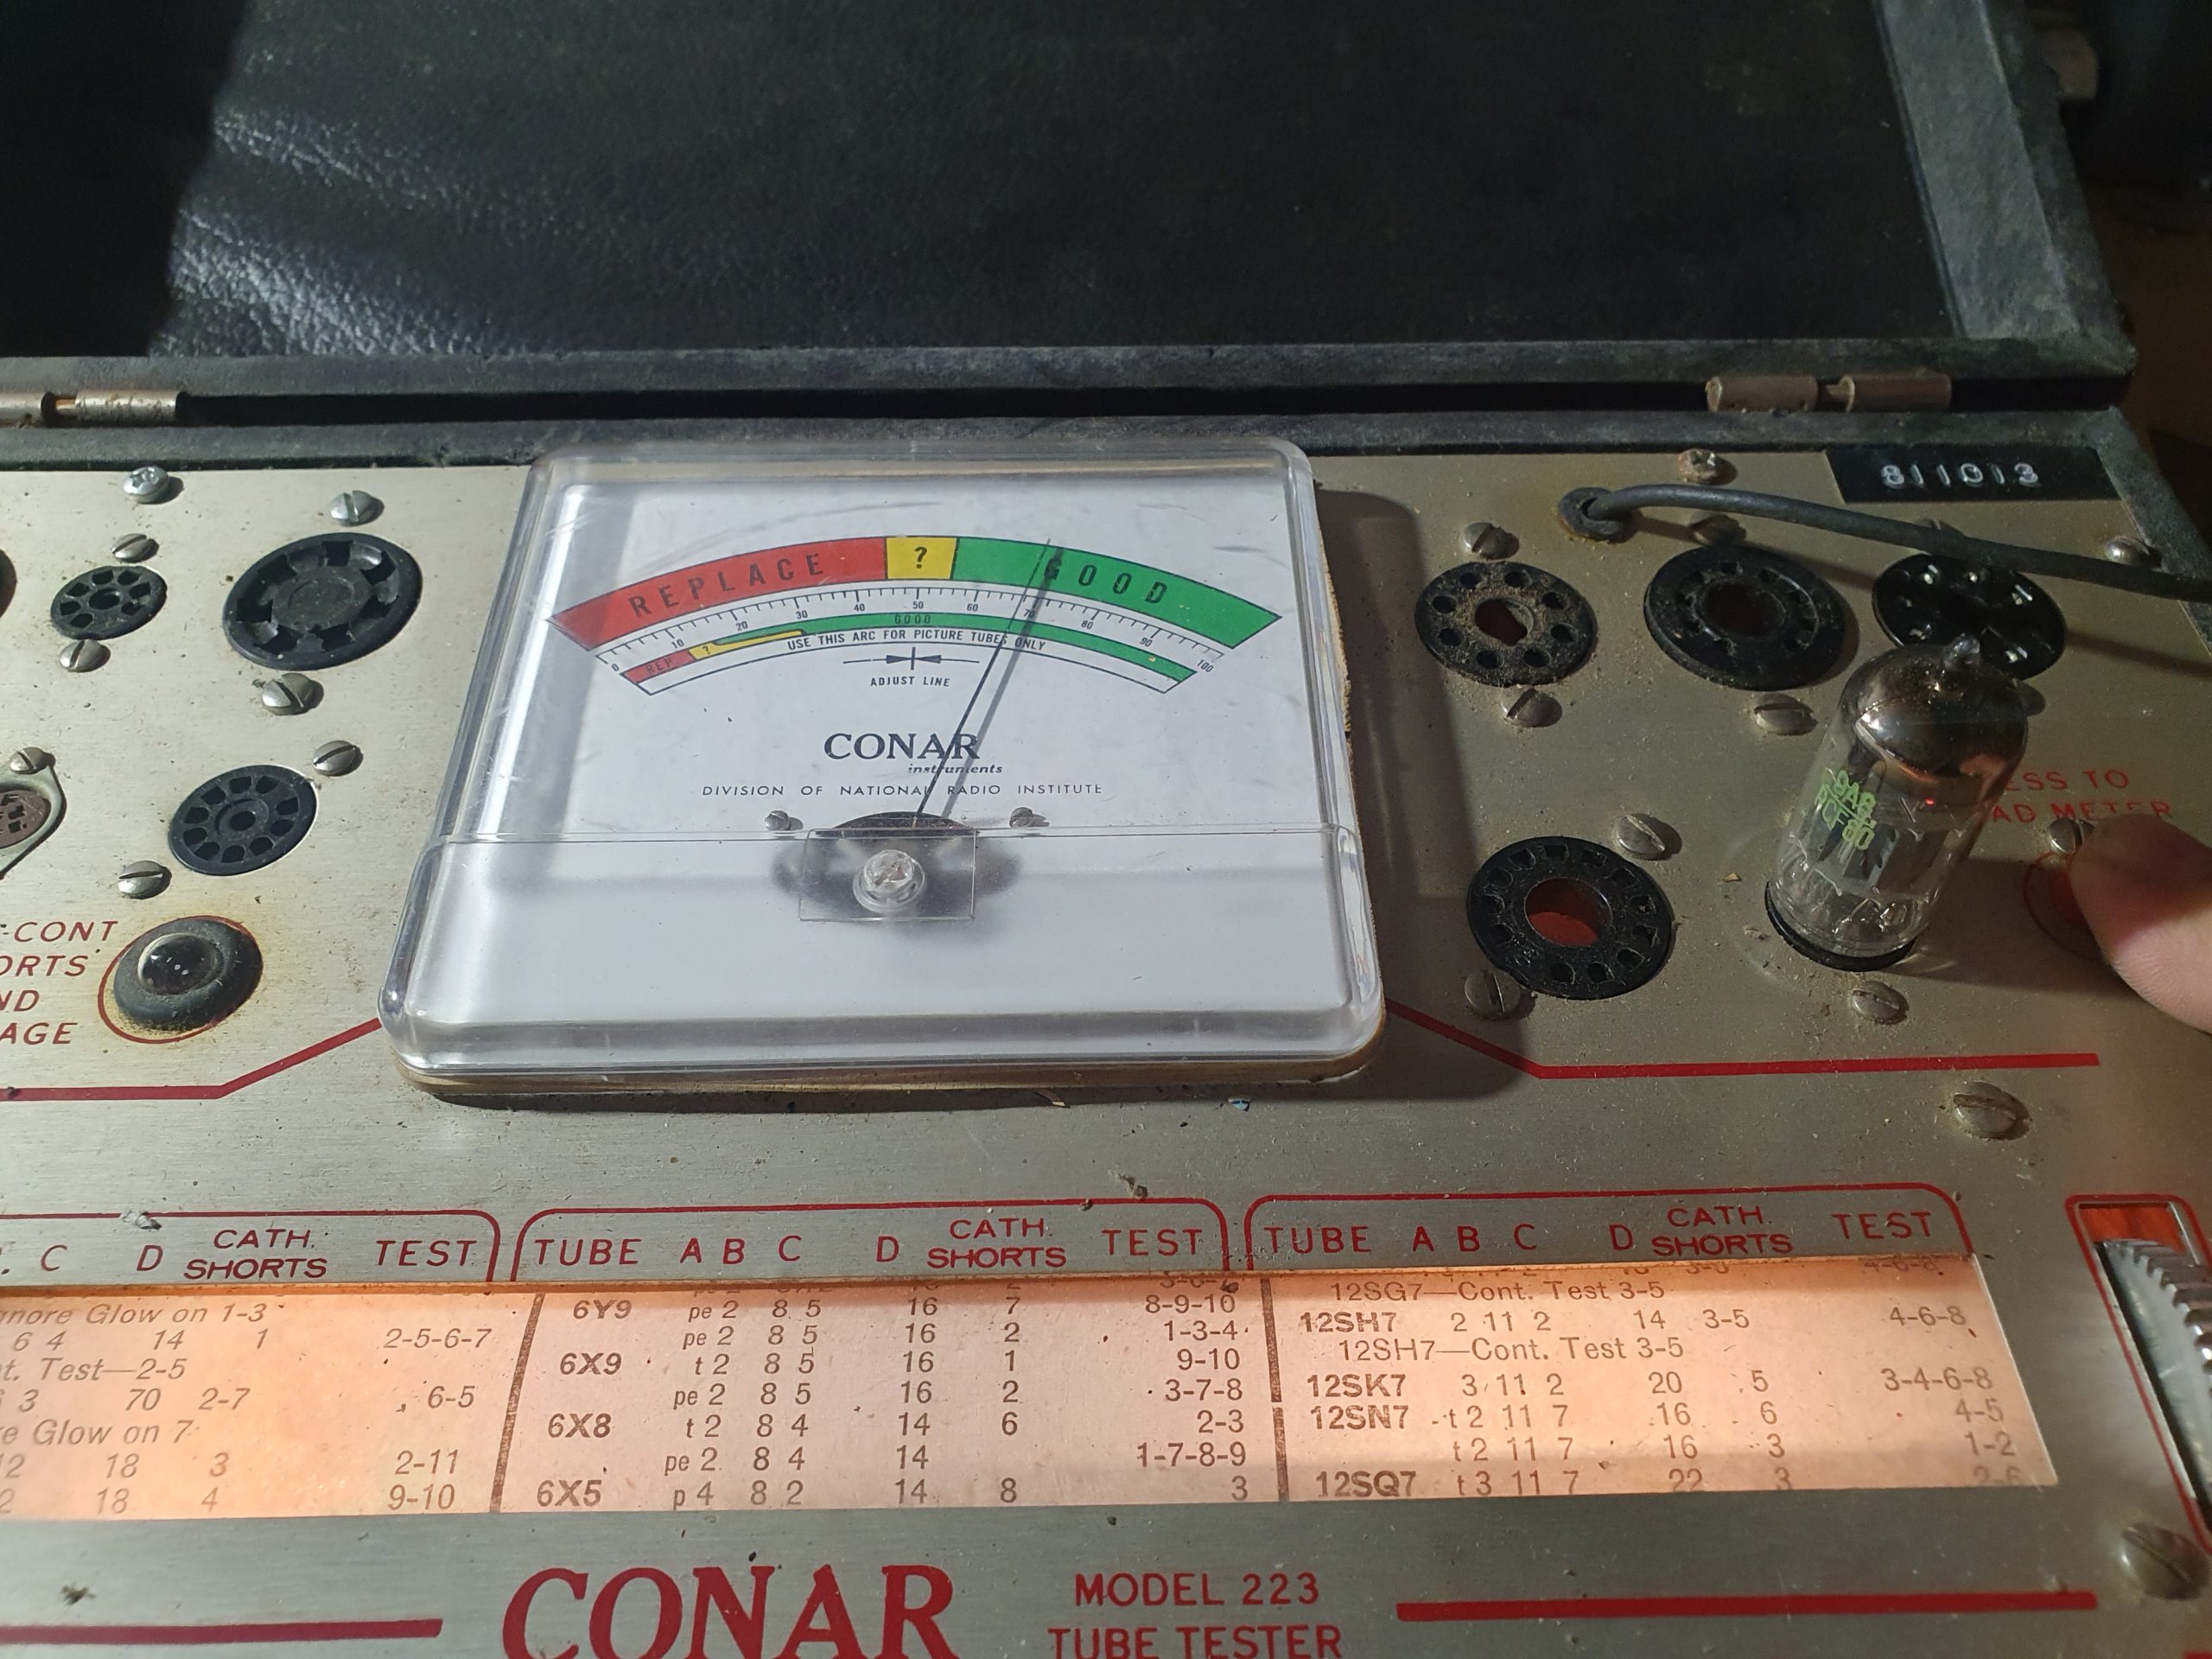 811013
REPLACE ? GOOD
0 10 20 30 40 50 60 70 80 90 100
GOOD
REP ? USE THIS ARC FOR PICTURE TUBES ONLY
ADJUST LINE
CONAR
instruments
DIVISION OF NATIONAL RADIO INSTITUTE
ESS TO
AD METER
-CONT
ORTS
ND
AGE
C D CATH. SHORTS TEST
TUBE A B C D CATH. SHORTS TEST
TUBE A B C D CATH. SHORTS TEST
gnore Glow on 1-3
6 4 14 1 2-5-6-7
t. Test—2-5
3 70 2-7 6-5
re Glow on 7
2 18 3 2-11
2 18 4 9-10
6Y9 pe 2 8 5 16 7 8-9-10
pe 2 8 5 16 2 1-3-4
6X9 t 2 8 5 16 1 9-10
pe 2 8 5 16 2 3-7-8
6X8 t 2 8 4 14 6 2-3
pe 2 8 4 14 1-7-8-9
6X5 p 4 8 2 14 8 3
12SG7—Cont. Test 3-5
12SH7 2 11 2 14 3-5 4-6-8
12SH7—Cont. Test 3-5
12SK7 3 11 2 20 5 3-4-6-8
12SN7 t 2 11 7 16 6 4-5
t 2 11 7 16 3 1-2
12SQ7 t 3 11 7 22 3 2-6
CONAR
MODEL 223
TUBE TESTER